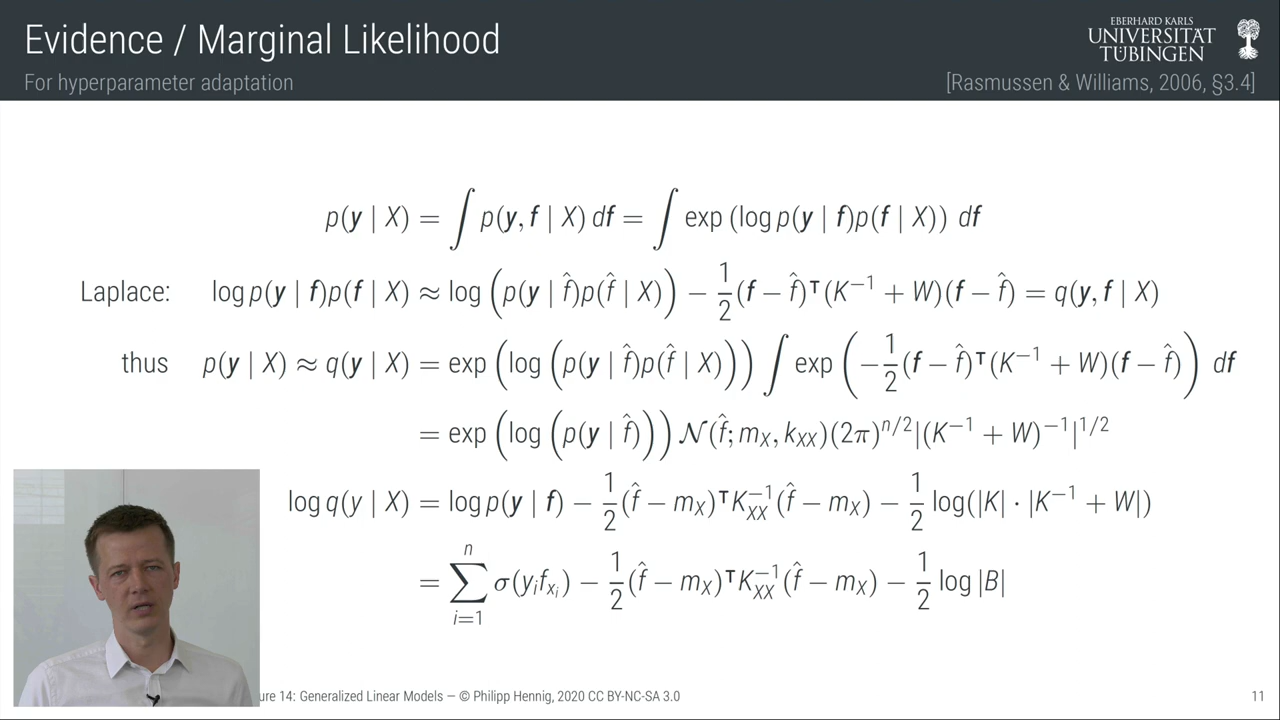 Evidence / Marginal Likelihood
EBERHARD KARLS
UNIVERSITÄT
TÜBINGEN
For hyperparameter adaptation
[Rasmussen & Williams, 2006, §3.4]
p(y | X) = ∫ p(y, f | X) df = ∫ exp (log p(y | f)p(f | X)) df
Laplace: log p(y | f)p(f | X) ≈ log (p(y | f̂)p(f̂ | X)) − 1/2 (f − f̂)ᵀ(K⁻¹ + W)(f − f̂) = q(y, f | X)
thus p(y | X) ≈ q(y | X) = exp (log (p(y | f̂)p(f̂ | X))) ∫ exp (−1/2 (f − f̂)ᵀ(K⁻¹ + W)(f − f̂)) df
= exp (log (p(y | f̂))) 𝒩(f̂; m_X, k_XX)(2π)^{n/2}|(K⁻¹ + W)⁻¹|^{1/2}
log q(y | X) = log p(y | f) − 1/2 (f̂ − m_X)ᵀK_XX⁻¹(f̂ − m_X) − 1/2 log(|K| · |K⁻¹ + W|)
= ∑_{i=1}^{n} σ(y_i f_{x_i}) − 1/2 (f̂ − m_X)ᵀK_XX⁻¹(f̂ − m_X) − 1/2 log |B|
ure 14: Generalized Linear Models — © Philipp Hennig, 2020 CC BY-NC-SA 3.0
11